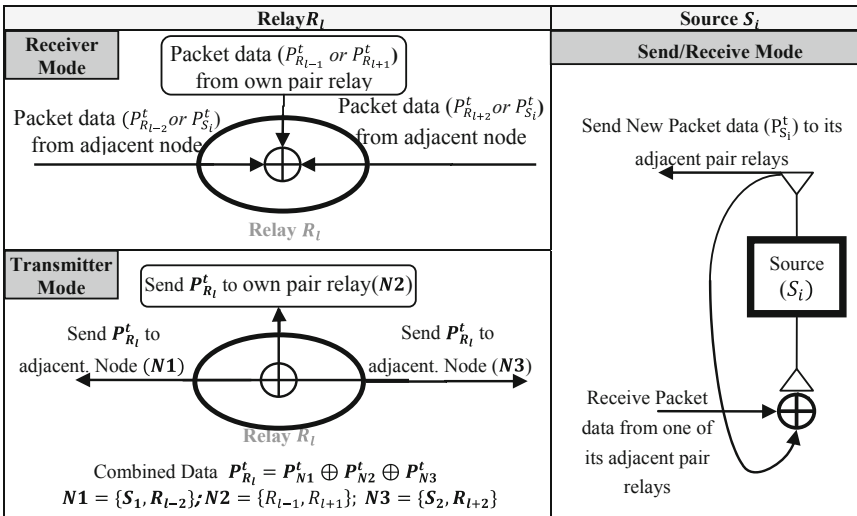 Relay R_l
Source S_i
Receiver
Mode
Packet data (P^t_{R_{l-1}} or P^t_{R_{l+1}})
from own pair relay
Packet data (P^t_{R_{l-2}} or P^t_{S_i})
from adjacent node
Packet data (P^t_{R_{l+2}} or P^t_{S_i})
from adjacent node
Relay R_l
Transmitter
Mode
Send P^t_{R_l} to own pair relay(N2)
Send P^t_{R_l} to
adjacent. Node (N1)
Send P^t_{R_l} to
adjacent. Node (N3)
Relay R_l
Combined Data P^t_{R_l} = P^t_{N1} ⊕ P^t_{N2} ⊕ P^t_{N3}
N1 = {S_1, R_{l-2}}; N2 = {R_{l-1}, R_{l+1}}; N3 = {S_2, R_{l+2}}
Send/Receive Mode
Send New Packet data (P^t_{S_i}) to its
adjacent pair relays
Source
(S_i)
Receive Packet
data from one of
its adjacent pair
relays